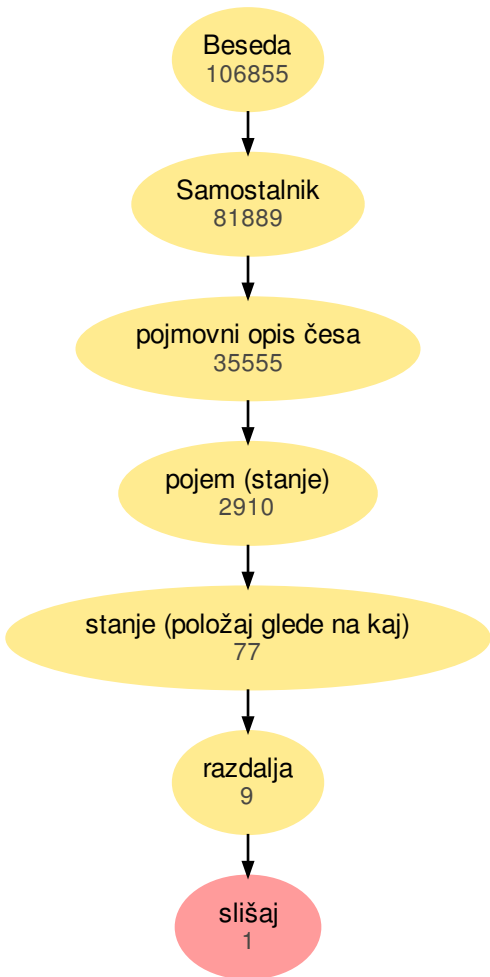 Beseda
106855
Samostalnik
81889
pojmovni opis česa
35555
pojem (stanje)
2910
stanje (položaj glede na kaj)
77
razdalja
9
slišaj
1